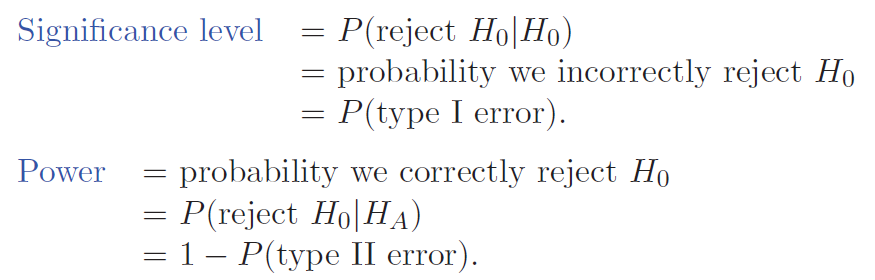 Significance level = P(reject H₀|H₀)
= probability we incorrectly reject H₀
= P(type I error).
Power = probability we correctly reject H₀
= P(reject H₀|H_A)
= 1 − P(type II error).